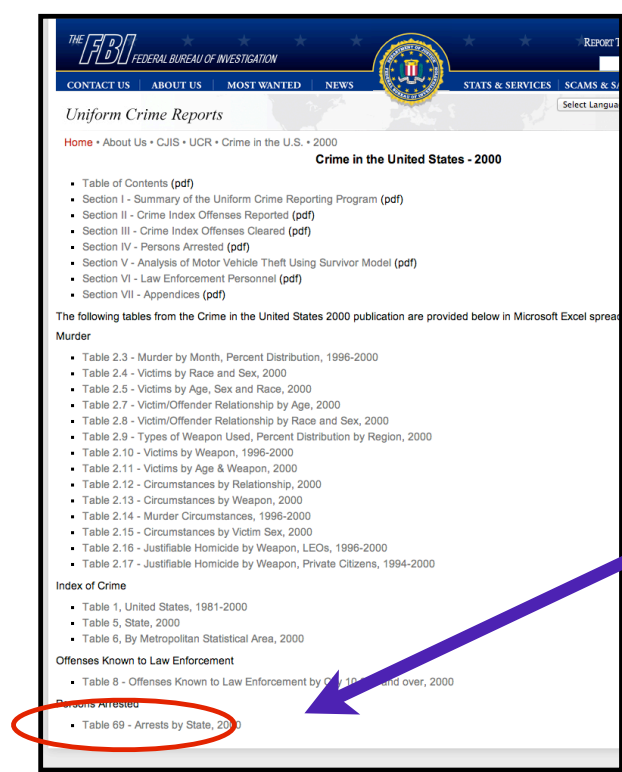 THE FBI FEDERAL BUREAU OF INVESTIGATION
REPORT
CONTACT US | ABOUT US | MOST WANTED | NEWS STATS & SERVICES | SCAMS &
Uniform Crime Reports
Select
Home • About Us • CJIS • UCR • Crime in the U.S. • 2000
Crime in the United States - 2000
Table of Contents (pdf)
Section I - Summary of the Uniform Crime Reporting Program (pdf)
Section II - Crime Index Offenses Reported (pdf)
Section III - Crime Index Offenses Cleared (pdf)
Section IV - Persons Arrested (pdf)
Section V - Analysis of Motor Vehicle Theft Using Survivor Model (pdf)
Section VI - Law Enforcement Personnel (pdf)
Section VII - Appendices (pdf)
The following tables from the Crime in the United States 2000 publication are provided below in Microsoft Excel
Murder
Table 2.3 - Murder by Month, Percent Distribution, 1996-2000
Table 2.4 - Victims by Race and Sex, 2000
Table 2.5 - Victims by Age, Sex and Race, 2000
Table 2.7 - Victim/Offender Relationship by Age, 2000
Table 2.8 - Victim/Offender Relationship by Race and Sex, 2000
Table 2.9 - Types of Weapon Used, Percent Distribution by Region, 2000
Table 2.10 - Victims by Weapon, 1996-2000
Table 2.11 - Victims by Age & Weapon, 2000
Table 2.12 - Circumstances by Relationship, 2000
Table 2.13 - Circumstances by Weapon, 2000
Table 2.14 - Murder Circumstances, 1996-2000
Table 2.15 - Circumstances by Victim Sex, 2000
Table 2.16 - Justifiable Homicide by Weapon, LEOs, 1996-2000
Table 2.17 - Justifiable Homicide by Weapon, Private Citizens, 1994-2000
Index of Crime
Table 1, United States, 1981-2000
Table 5, State, 2000
Table 6, By Metropolitan Statistical Area, 2000
Offenses Known to Law Enforcement
Table 8 - Offenses Known to Law Enforcement by and over, 2000
Persons Arrested
Table 69 - Arrests by State, 2000